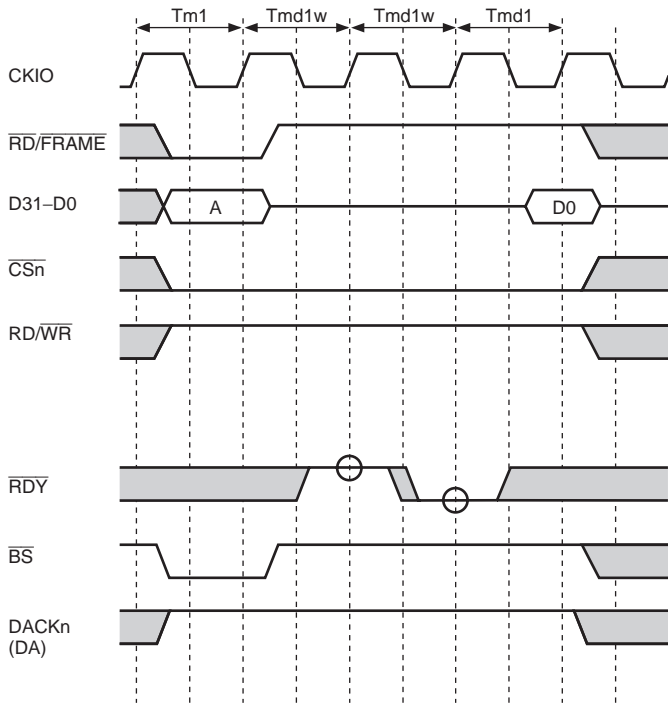 Tm1 Tmd1w Tmd1w Tmd1
CKIO
RD/FRAME
D31–D0 A D0
CSn
RD/WR
RDY
BS
DACKn
(DA)